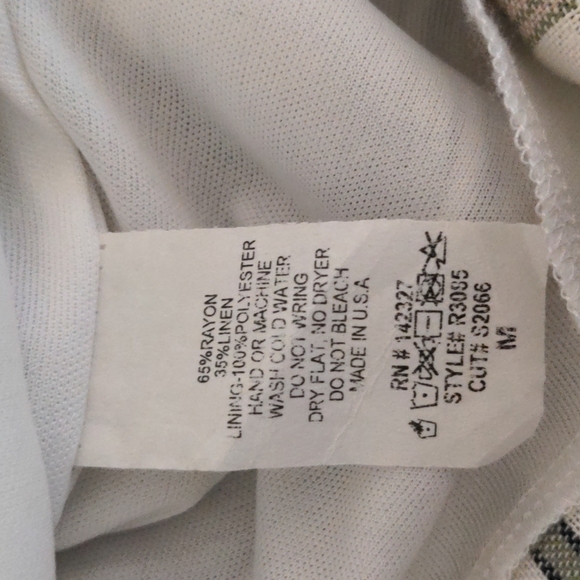 65%RAYON
35%LINEN
LINING-100%POLYESTER
HAND OR MACHINE
WASH COLD WATER
DO NOT WRING
DRY FLAT, NO DRYER
DO NOT BLEACH
MADE IN U.S.A
RN # 142327
STYLE# R3085
CUT# S2066
M